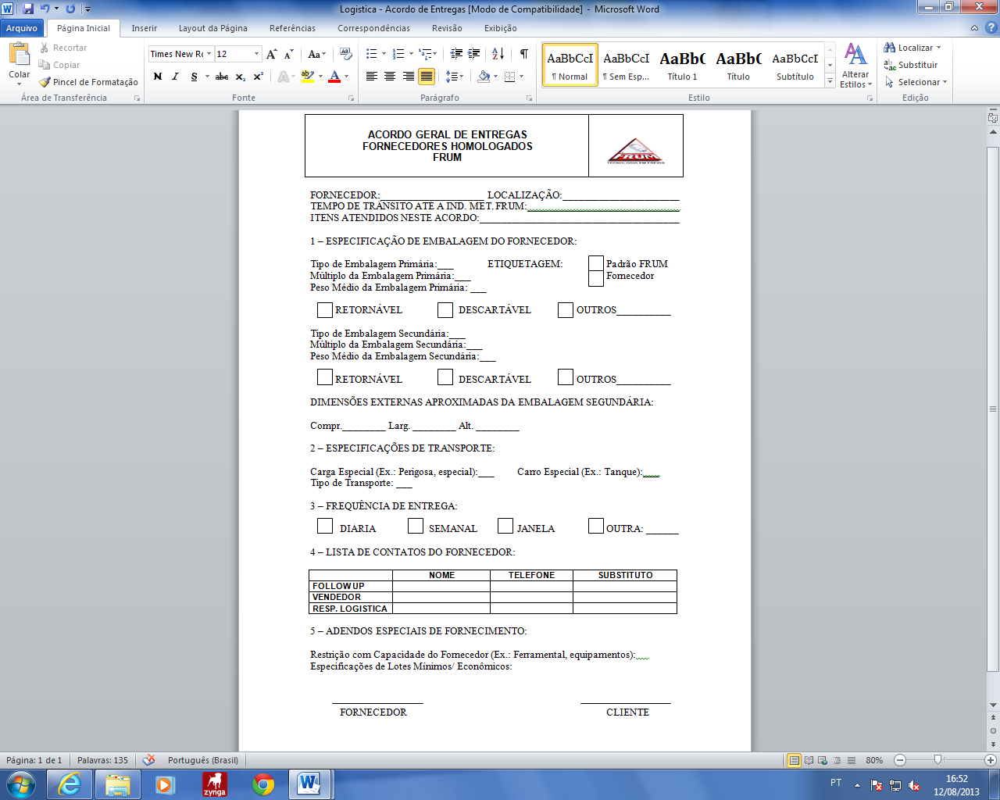 Logistica - Acordo de Entregas [Modo de Compatibilidade] - Microsoft Word
Arquivo Página Inicial Inserir Layout da Página Referências Correspondências Revisão Exibição
Colar
Recortar
Copiar
Pincel de Formatação
Área de Transferência
Times New Ro 12
Aa
N I S abc x₂ x²
Fonte
Parágrafo
AaBbCcI AaBbCcI AaBbC AaBbC AaBbCcI
¶ Normal ¶ Sem Esp... Título 1 Título Subtítulo
Estilo
Alterar Estilos
Localizar
Substituir
Selecionar
Edição
ACORDO GERAL DE ENTREGAS
FORNECEDORES HOMOLOGADOS
FRUM
FRUM
TECNOLOGIA EM FREIOS
FORNECEDOR:___________________ LOCALIZAÇÃO:_____________________
TEMPO DE TRÂNSITO ATÉ A IND. MET. FRUM:____________________________
ITENS ATENDIDOS NESTE ACORDO:____________________________________
1 – ESPECIFICAÇÃO DE EMBALAGEM DO FORNECEDOR:
Tipo de Embalagem Primária:___ ETIQUETAGEM: Padrão FRUM
Múltiplo da Embalagem Primária:___ Fornecedor
Peso Médio da Embalagem Primária: ___
RETORNÁVEL DESCARTÁVEL OUTROS__________
Tipo de Embalagem Secundária:___
Múltiplo da Embalagem Secundária:___
Peso Médio da Embalagem Secundária:___
RETORNÁVEL DESCARTÁVEL OUTROS__________
DIMENSÕES EXTERNAS APROXIMADAS DA EMBALAGEM SEGUNDÁRIA:
Compr.________ Larg. ________ Alt. ________
2 – ESPECIFICAÇÕES DE TRANSPORTE:
Carga Especial (Ex.: Perigosa, especial):___ Carro Especial (Ex.: Tanque):___
Tipo de Transporte: ___
3 – FREQUÊNCIA DE ENTREGA:
DIÁRIA SEMANAL JANELA OUTRA: ______
4 – LISTA DE CONTATOS DO FORNECEDOR:
NOME TELEFONE SUBSTITUTO
FOLLOW UP
VENDEDOR
RESP. LOGISTICA
5 – ADENDOS ESPECIAIS DE FORNECIMENTO:
Restrição com Capacidade do Fornecedor (Ex.: Ferramental, equipamentos):___
Especificações de Lotes Mínimos/ Econômicos:
FORNECEDOR CLIENTE
Página: 1 de 1 Palavras: 135 Português (Brasil) 80%
zynga
PT
16:52
12/08/2013